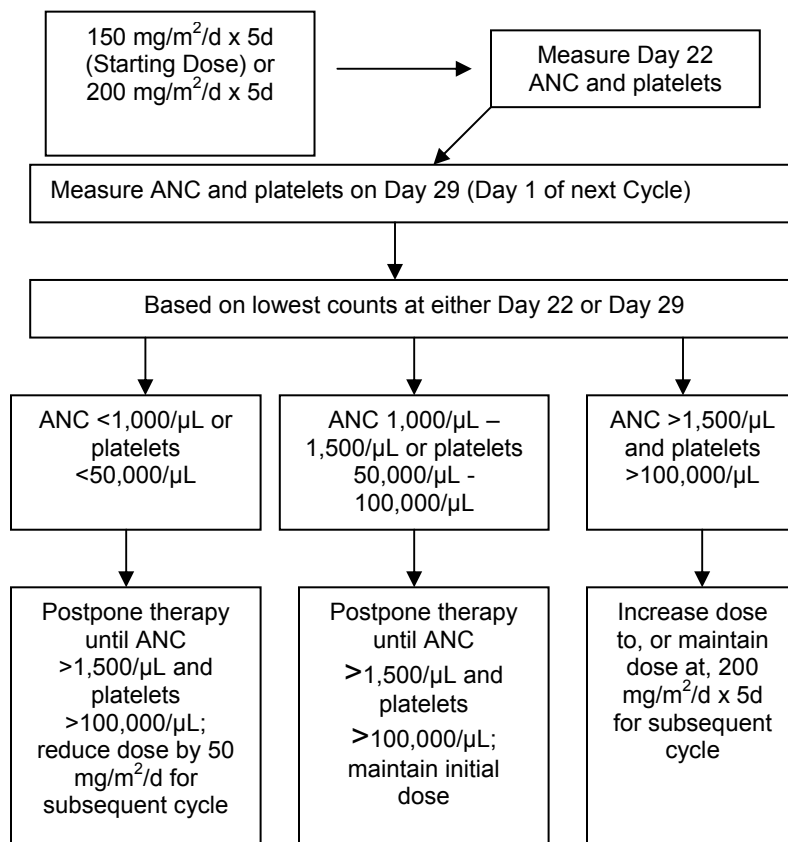 150 mg/m²/d x 5d
(Starting Dose) or
200 mg/m²/d x 5d
Measure Day 22
ANC and platelets
Measure ANC and platelets on Day 29 (Day 1 of next Cycle)
Based on lowest counts at either Day 22 or Day 29
ANC <1,000/µL or
platelets
<50,000/µL
ANC 1,000/µL –
1,500/µL or platelets
50,000/µL -
100,000/µL
ANC >1,500/µL
and platelets
>100,000/µL
Postpone therapy
until ANC
>1,500/µL and
platelets
>100,000/µL;
reduce dose by 50
mg/m²/d for
subsequent cycle
Postpone therapy
until ANC
>1,500/µL and
platelets
>100,000/µL;
maintain initial
dose
Increase dose
to, or maintain
dose at, 200
mg/m²/d x 5d
for subsequent
cycle